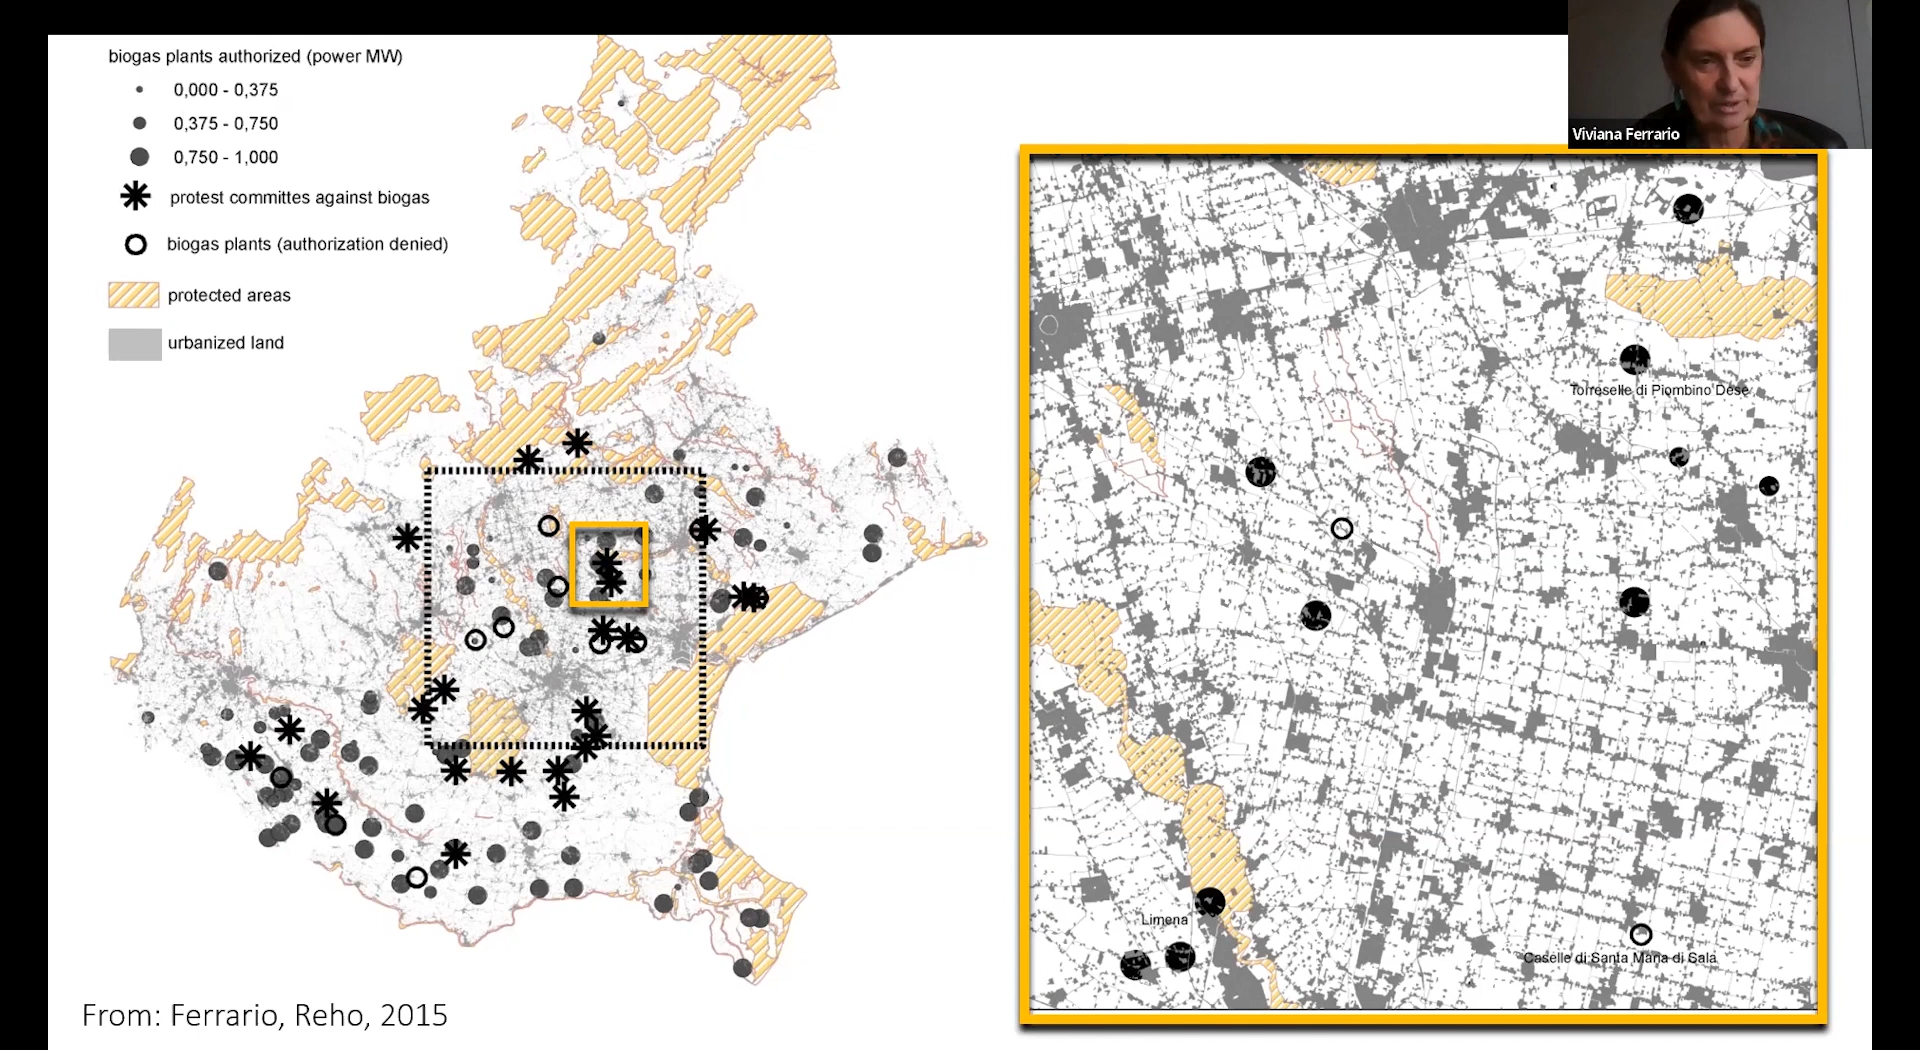 biogas plants authorized (power MW)
0,000 - 0,375
0,375 - 0,750
0,750 - 1,000
protest committes against biogas
biogas plants (authorization denied)
protected areas
urbanized land
Viviana Ferrario
Torreselle di Piombino Dese
Limena
Caselle di Santa Maria di Sala
From: Ferrario, Reho, 2015